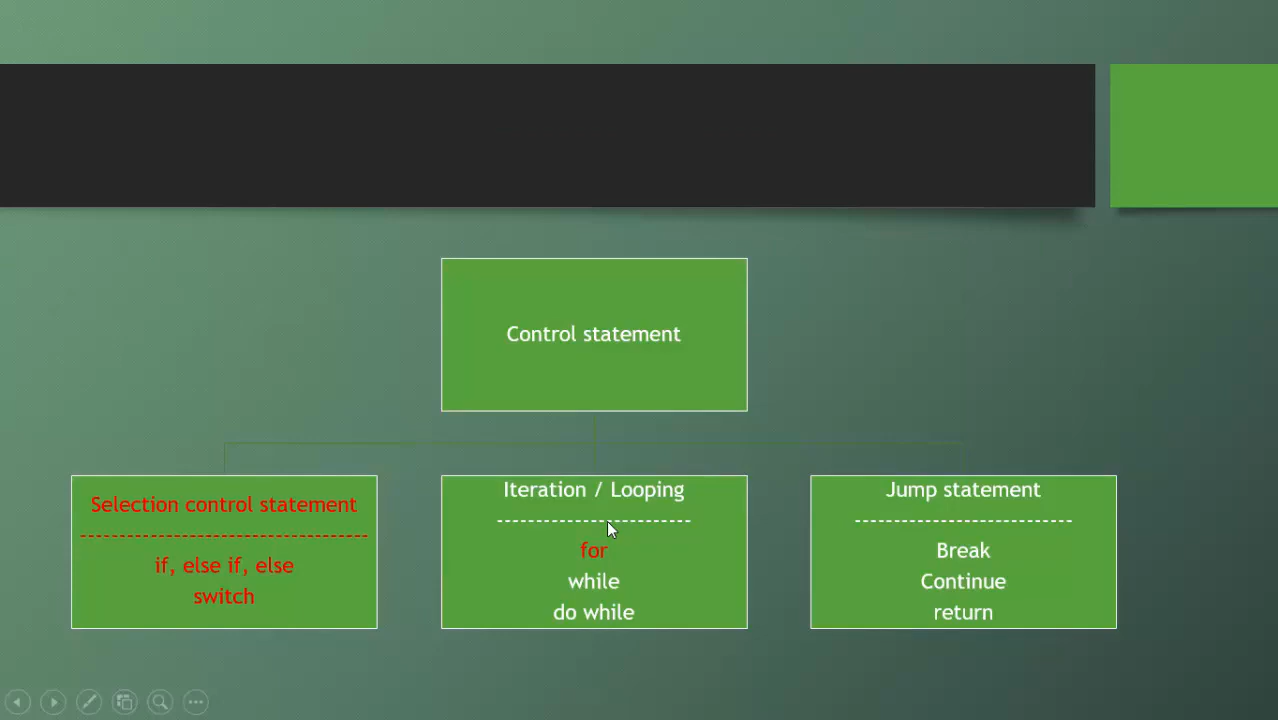 Control statement
Selection control statement
-----------------------------------
if, else if, else
switch
Iteration / Looping
-------------------------
for
while
do while
Jump statement
----------------------------
Break
Continue
return